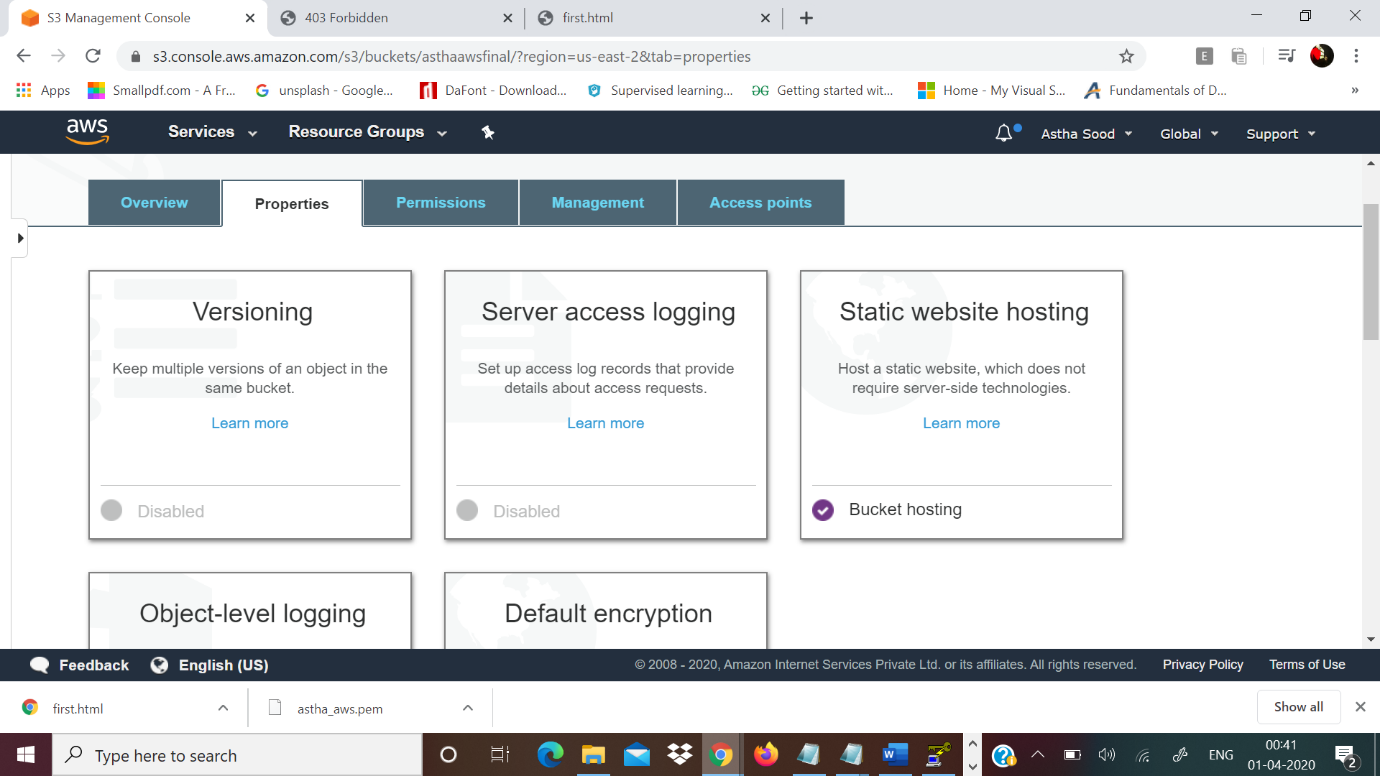 S3 Management Console
403 Forbidden
first.html
s3.console.aws.amazon.com/s3/buckets/asthaawsfinal/?region=us-east-2&tab=properties
E
Apps
Smallpdf.com - A Fr...
unsplash - Google...
DaFont - Download...
Supervised learning...
Getting started wit...
Home - My Visual S...
Fundamentals of D...
»
aws
Services
Resource Groups
Astha Sood
Global
Support
Overview
Properties
Permissions
Management
Access points
Versioning
Keep multiple versions of an object in the
same bucket.
Learn more
Disabled
Server access logging
Set up access log records that provide
details about access requests.
Learn more
Disabled
Static website hosting
Host a static website, which does not
require server-side technologies.
Learn more
Bucket hosting
Object-level logging
Default encryption
Feedback
English (US)
© 2008 - 2020, Amazon Internet Services Private Ltd. or its affiliates. All rights reserved.
Privacy Policy
Terms of Use
first.html
astha_aws.pem
Show all
Type here to search
ENG
00:41
01-04-2020
2